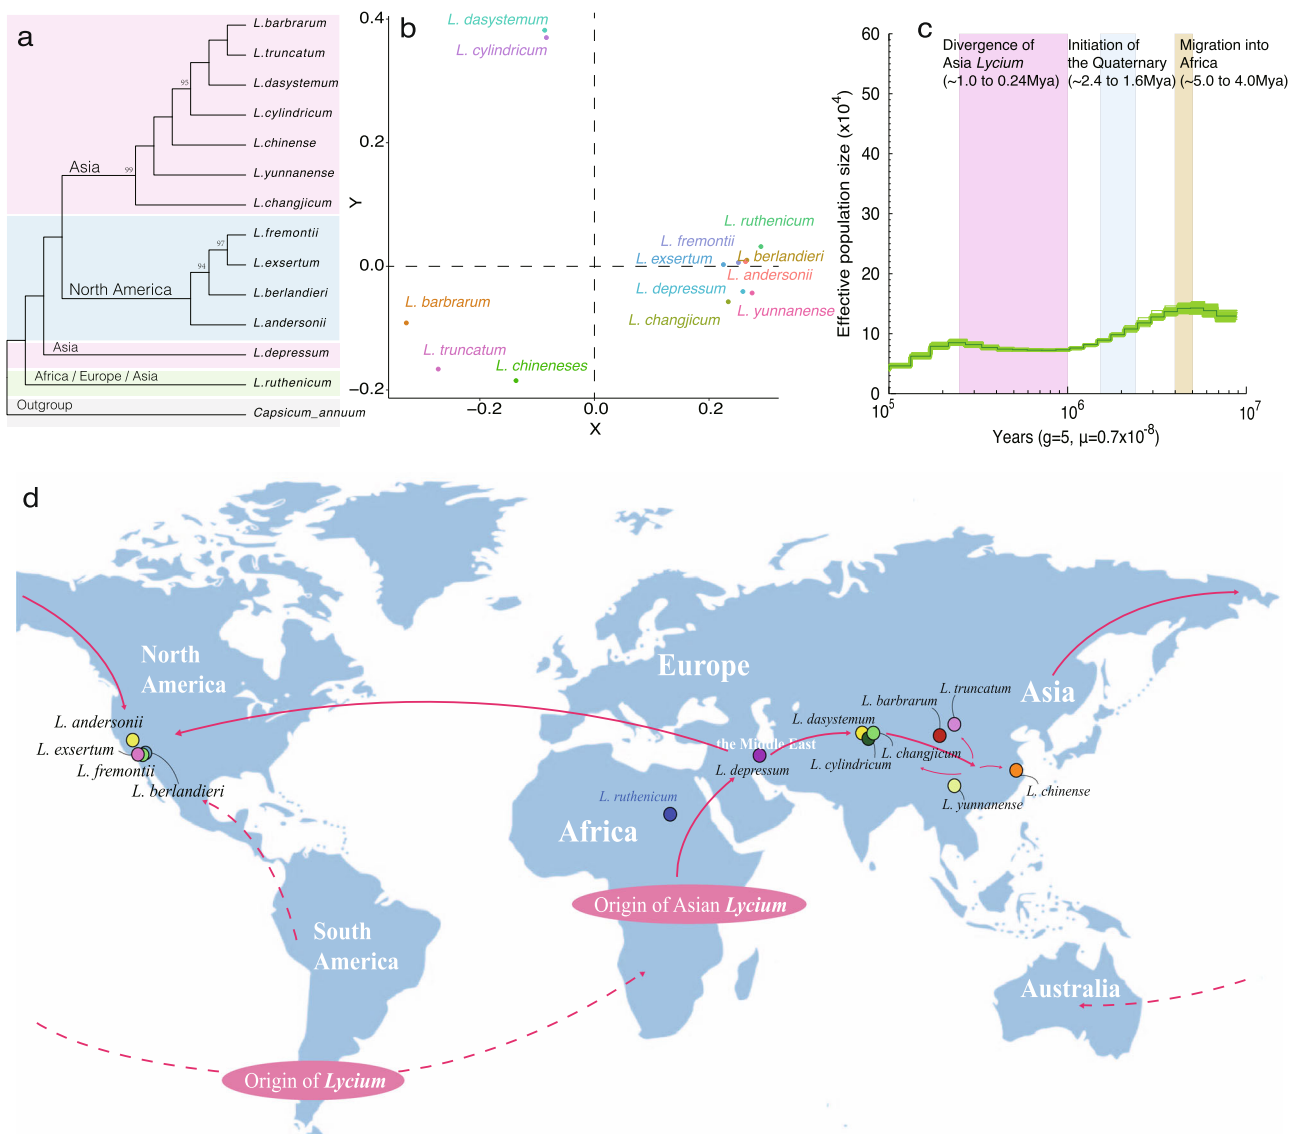 a
L.barbrarum
L.truncatum
95
L.dasystemum
L.cylindricum
L.chinense
Asia
99
L.yunnanense
L.changjicum
L.fremontii
97
L.exsertum
94
North America
L.berlandieri
L.andersonii
Asia
L.depressum
Africa / Europe / Asia
L.ruthenicum
Outgroup
Capsicum_annuum
b
0.4
0.2
0.0
−0.2
Y
−0.2
0.0
0.2
X
L. dasystemum
L. cylindricum
L. ruthenicum
L. fremontii
L. exsertum
L. berlandieri
L. andersonii
L. depressum
L. yunnanense
L. changjicum
L. barbrarum
L. truncatum
L. chineneses
c
Divergence of
Asia Lycium
(~1.0 to 0.24Mya)
Initiation of
the Quaternary
(~2.4 to 1.6Mya)
Migration into
Africa
(~5.0 to 4.0Mya)
Effective population size (x10⁴)
60
50
40
30
20
10
0
10⁵
10⁶
10⁷
Years (g=5, μ=0.7x10⁻⁸)
d
North
America
Europe
Asia
L. truncatum
L. barbrarum
L. andersonii
L. dasystemum
L. exsertum
the Middle East
L. changjicum
L. fremontii
L. depressum
L. cylindricum
L. berlandieri
L. chinense
L. ruthenicum
L. yunnanense
Africa
Origin of Asian Lycium
South
America
Australia
Origin of Lycium